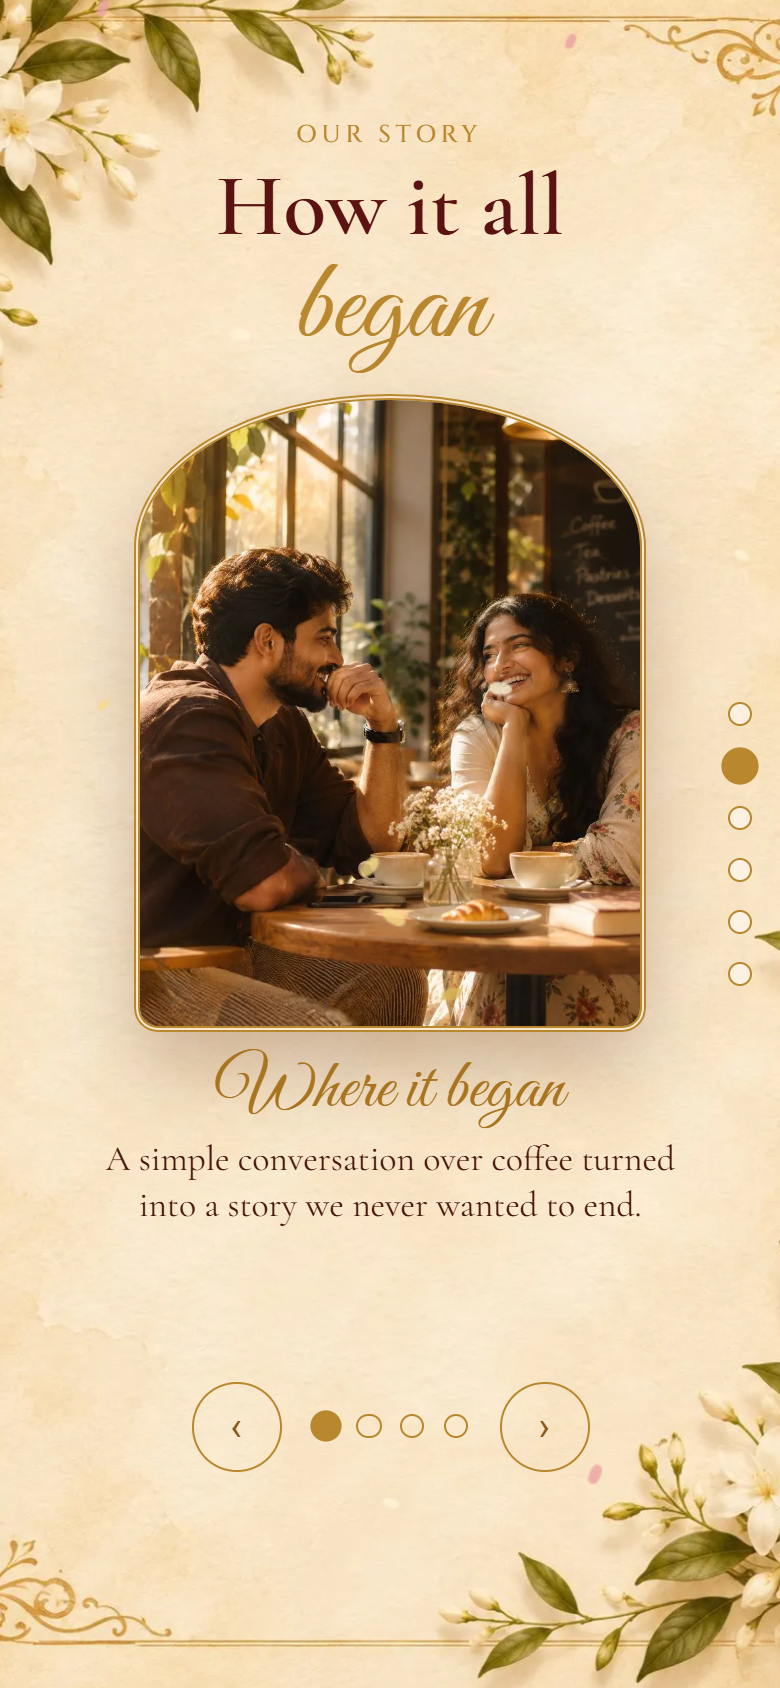 OUR STORY
How it all
began
Coffee
Tea
Pastries
Desserts
Where it began
A simple conversation over coffee turned
into a story we never wanted to end.
‹
›